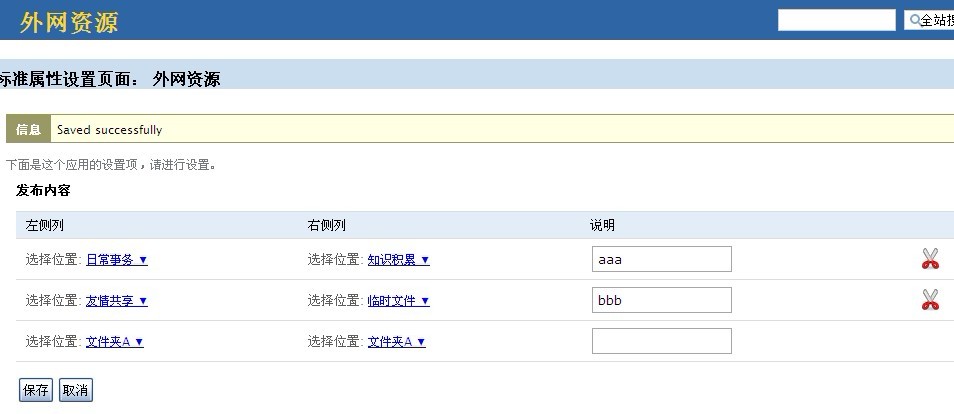 外网资源
全站搜
标准属性设置页面： 外网资源
信息 Saved successfully
下面是这个应用的设置项，请进行设置。
发布内容
左侧列 右侧列 说明
选择位置: 日常事务 ▼ 选择位置: 知识积累 ▼ aaa
选择位置: 友情共享 ▼ 选择位置: 临时文件 ▼ bbb
选择位置: 文件夹A ▼ 选择位置: 文件夹A ▼
保存 取消